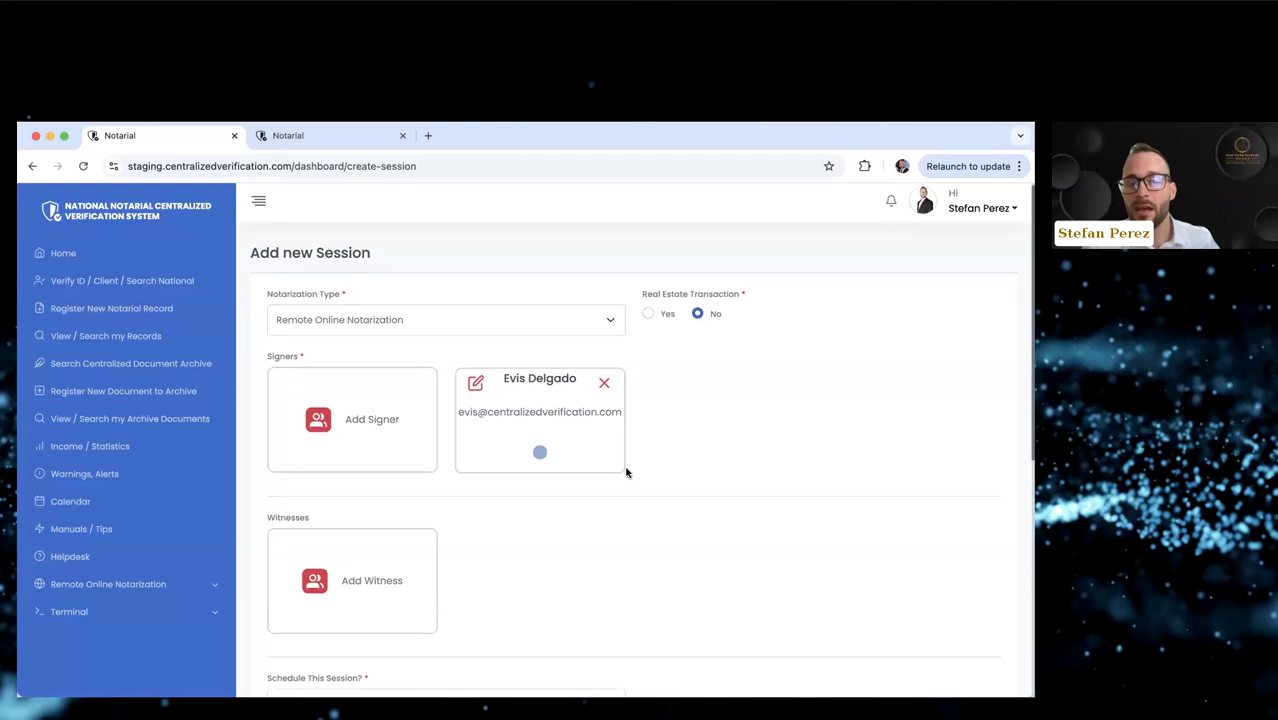 Notarial
Notarial
staging.centralizedverification.com/dashboard/create-session
Relaunch to update
NATIONAL NOTARIAL CENTRALIZED
VERIFICATION SYSTEM
Home
Verify ID / Client / Search National
Register New Notarial Record
View / Search my Records
Search Centralized Document Archive
Register New Document to Archive
View / Search my Archive Documents
Income / Statistics
Warnings, Alerts
Calendar
Manuals / Tips
Helpdesk
Remote Online Notarization
Terminal
Hi
Stefan Perez
Add new Session
Notarization Type *
Remote Online Notarization
Real Estate Transaction *
Yes
No
Signers *
Add Signer
Evis Delgado
evis@centralizedverification.com
Witnesses
Add Witness
Schedule This Session? *
Stefan Perez